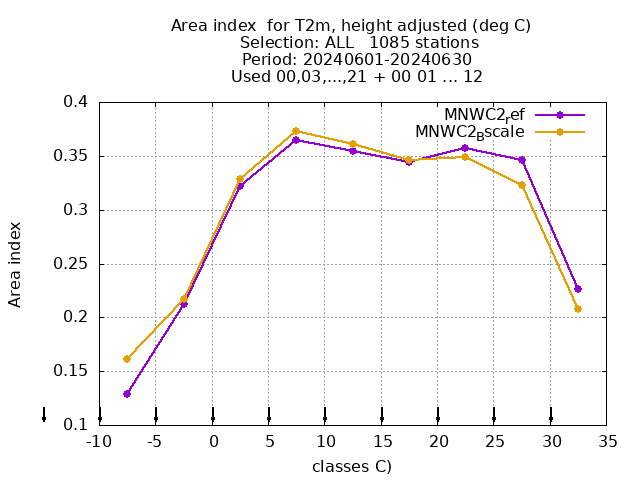 Area index  for T2m, height adjusted (deg C)
Selection: ALL   1085 stations
Period: 20240601-20240630
Used 00,03,...,21 + 00 01 ... 12
MNWC2ref
MNWC2Bscale
0.4
0.35
0.3
0.25
0.2
0.15
0.1
Area index
-10 -5 0 5 10 15 20 25 30 35
classes C)